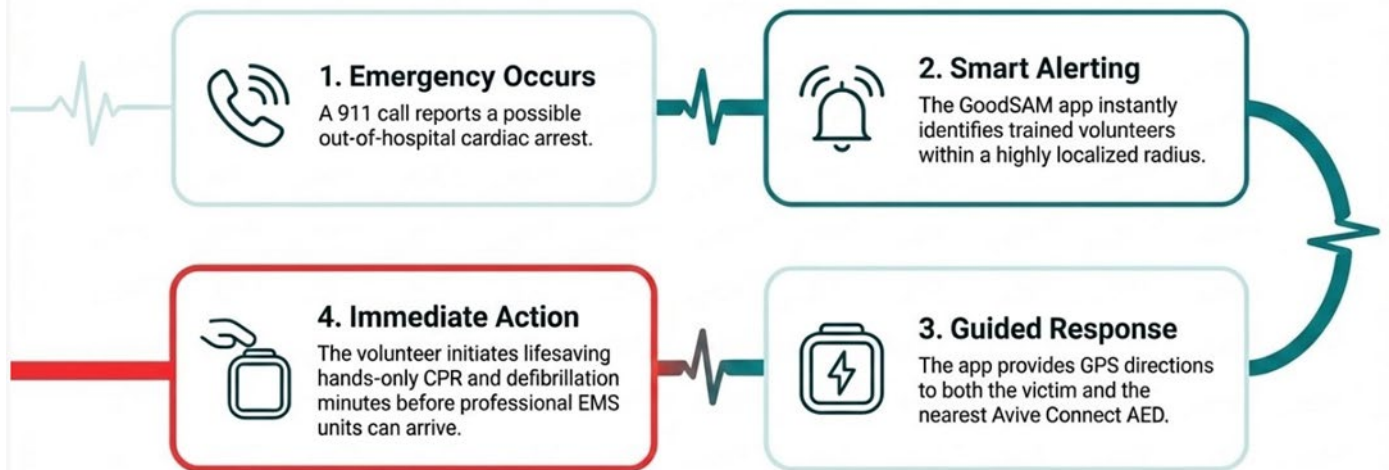 1. Emergency Occurs
A 911 call reports a possible
out-of-hospital cardiac arrest.
2. Smart Alerting
The GoodSAM app instantly
identifies trained volunteers
within a highly localized radius.
3. Guided Response
The app provides GPS directions
to both the victim and the
nearest Avive Connect AED.
4. Immediate Action
The volunteer initiates lifesaving
hands-only CPR and defibrillation
minutes before professional EMS
units can arrive.